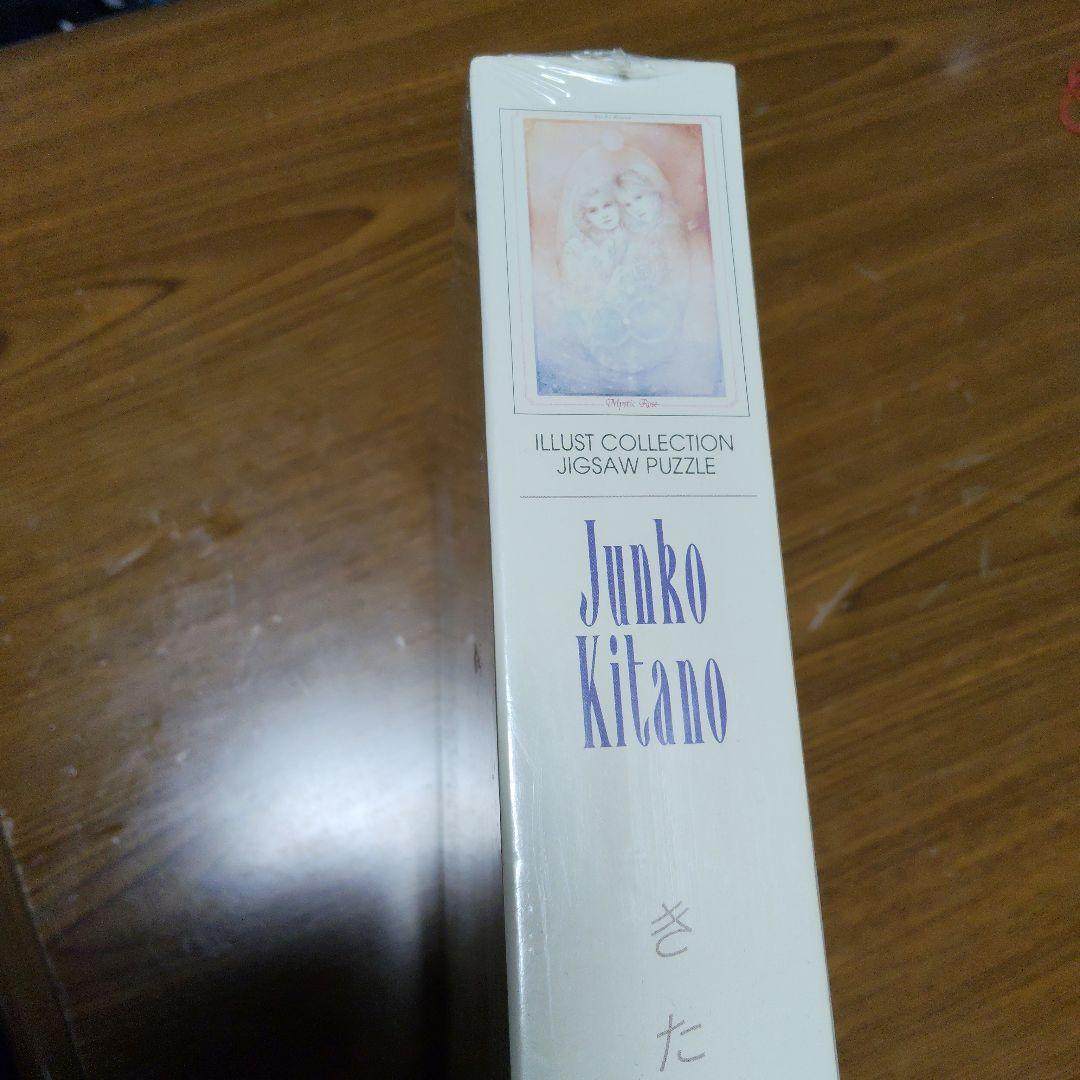 Mystic Rose
ILLUST COLLECTION
JIGSAW PUZZLE
Junko
Kitano
き
た